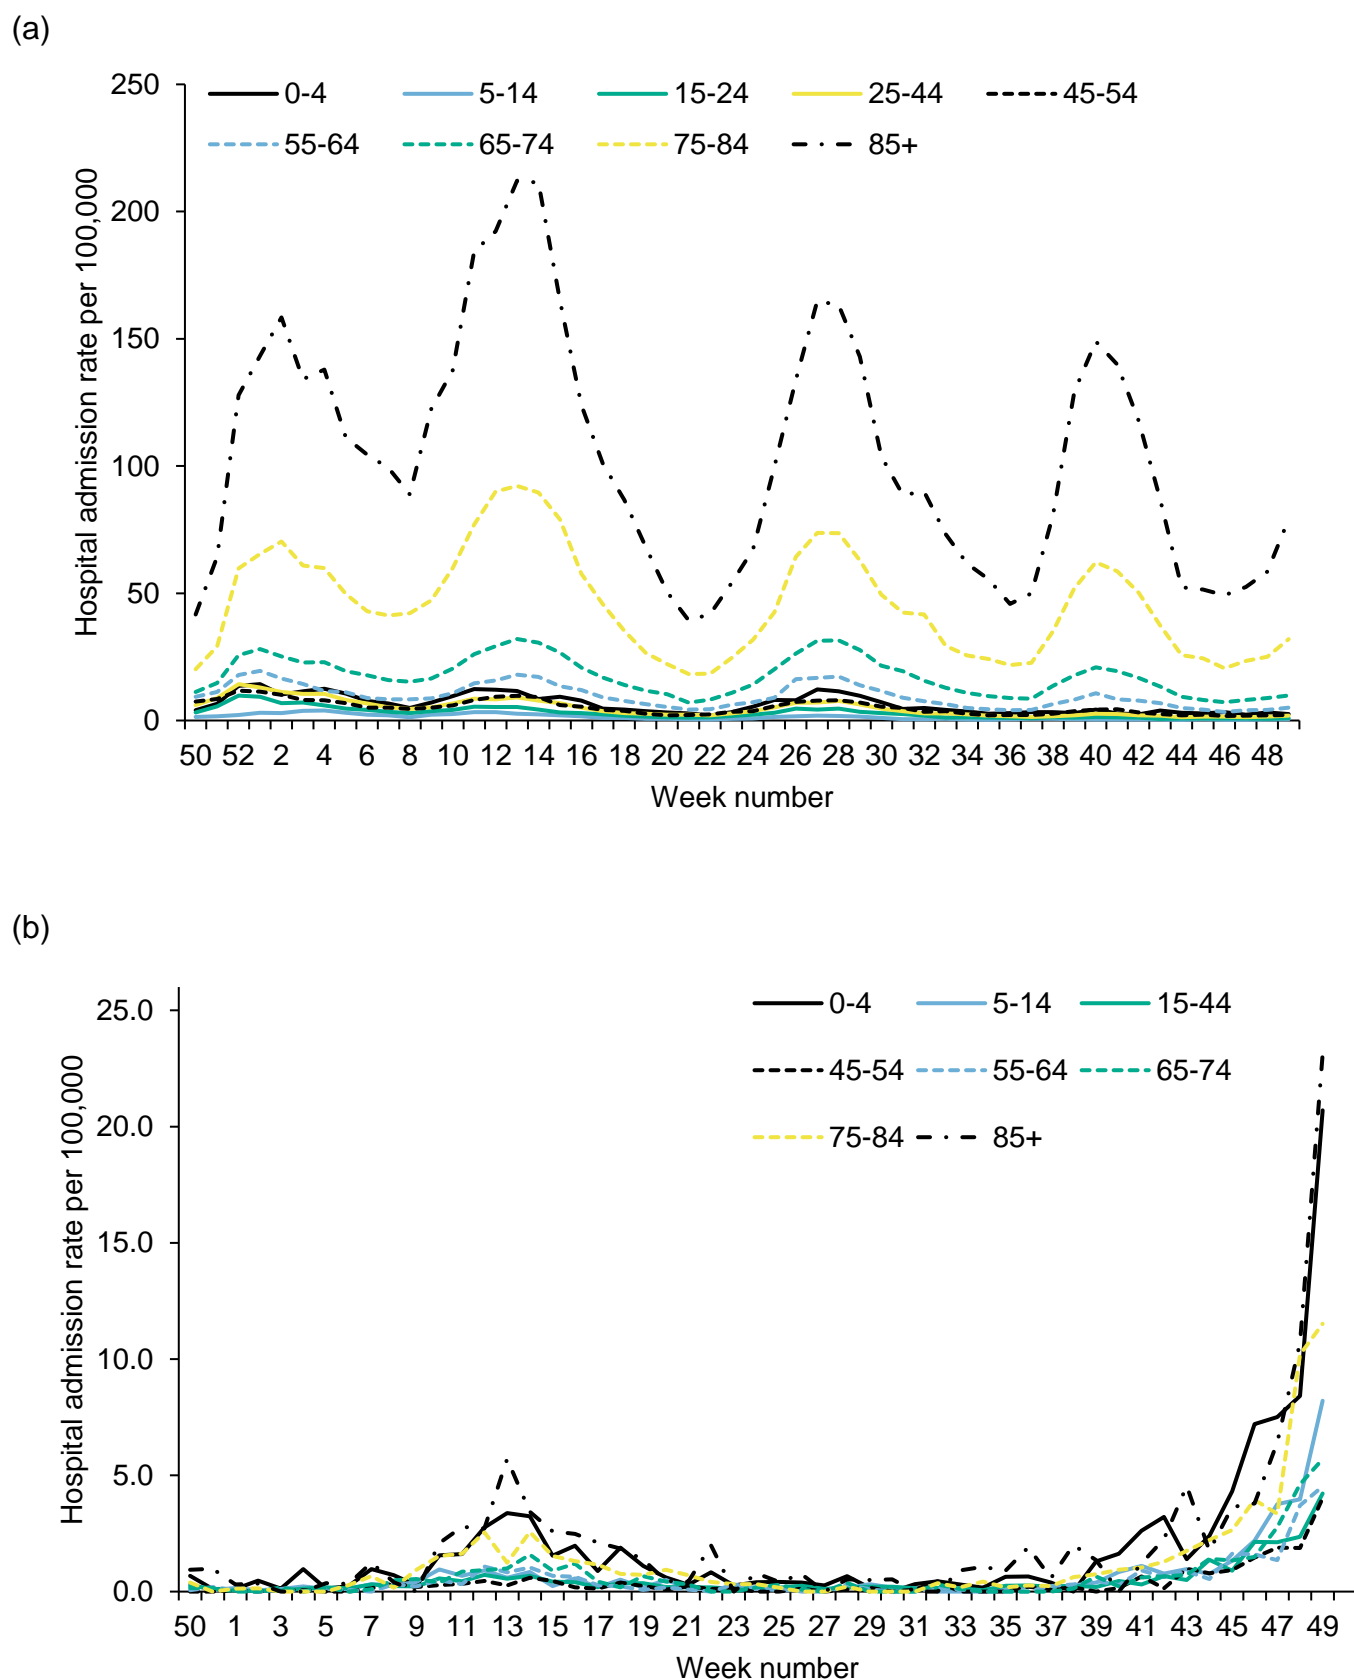 (a)
Hospital admission rate per 100,000
250
200
150
100
50
0
0-4 5-14 15-24 25-44 45-54
55-64 65-74 75-84 85+
50 52 2 4 6 8 10 12 14 16 18 20 22 24 26 28 30 32 34 36 38 40 42 44 46 48
Week number
(b)
Hospital admission rate per 100,000
25.0
20.0
15.0
10.0
5.0
0.0
0-4 5-14 15-44
45-54 55-64 65-74
75-84 85+
50 1 3 5 7 9 11 13 15 17 19 21 23 25 27 29 31 33 35 37 39 41 43 45 47 49
Week number